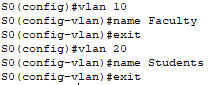 S0(config)#vlan 10
S0(config-vlan)#name Faculty
S0(config-vlan)#exit
S0(config)#vlan 20
S0(config-vlan)#name Students
S0(config-vlan)#exit